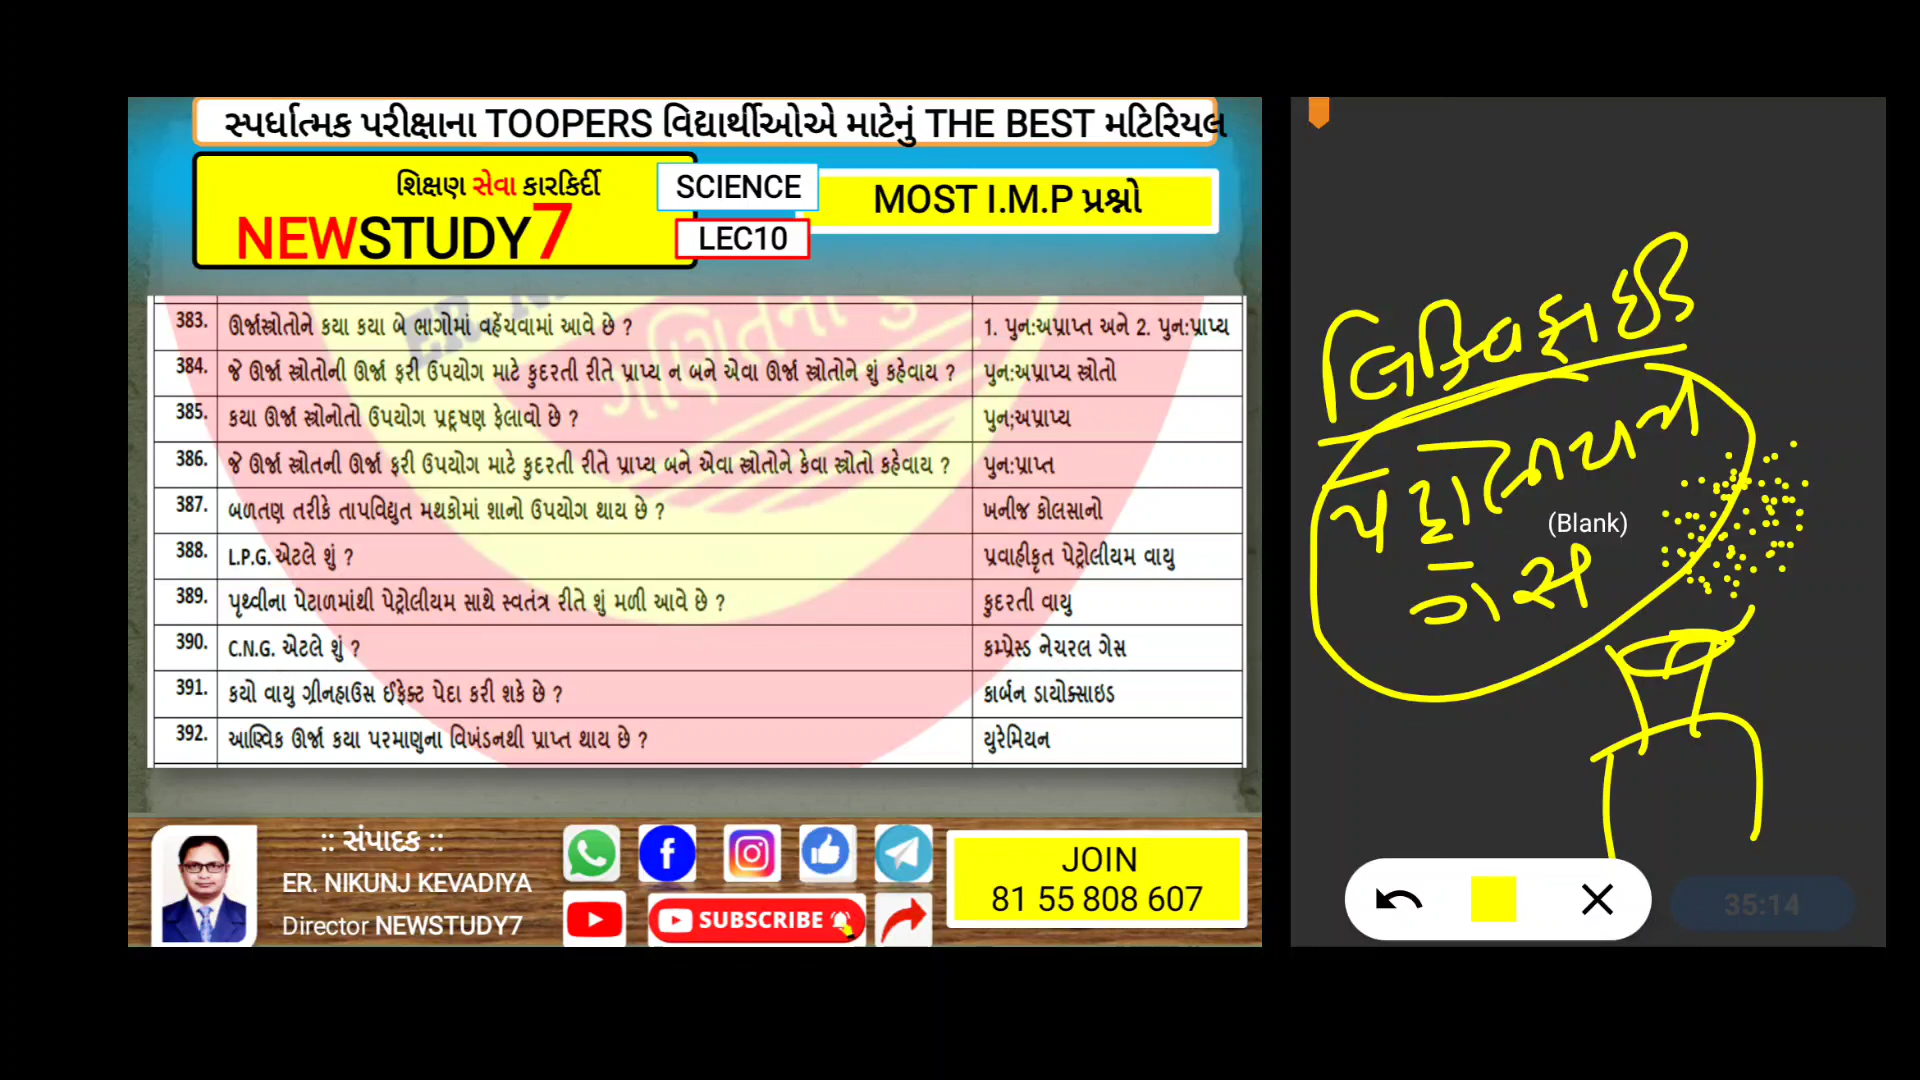 સ્પર્ધાત્મક પરીક્ષાના TOOPERS વિદ્યાર્થીઓએ માટેનું THE BEST મટિરિયલ
શિક્ષણ સેવા કારકિર્દી
NEWSTUDY7
SCIENCE
LEC10
MOST I.M.P પ્રશ્નો
383. ઊર્જાસ્ત્રોતોને કયા કયા બે ભાગોમાં વહેંચવામાં આવે છે ? 1. પુન:અપ્રાપ્ત અને 2. પુન:પ્રાપ્ય
384. જે ઊર્જા સ્ત્રોતોની ઊર્જા ફરી ઉપયોગ માટે કુદરતી રીતે પ્રાપ્ય ન બને એવા ઊર્જા સ્ત્રોતોને શું કહેવાય ? પુન:અપ્રાપ્ય સ્ત્રોતો
385. કયા ઊર્જા સ્ત્રોનોતો ઉપયોગ પ્રદૂષણ ફેલાવો છે ? પુન;અપ્રાપ્ય
386. જે ઊર્જા સ્ત્રોતની ઊર્જા ફરી ઉપયોગ માટે કુદરતી રીતે પ્રાપ્ય બને એવા સ્ત્રોતોને કેવા સ્ત્રોતો કહેવાય ? પુન:પ્રાપ્ત
387. બળતણ તરીકે તાપવિદ્યુત મથકોમાં શાનો ઉપયોગ થાય છે ? ખનીજ કોલસાનો
388. L.P.G. એટલે શું ? પ્રવાહીકૃત પેટ્રોલીયમ વાયુ
389. પૃથ્વીના પેટાળમાંથી પેટ્રોલીયમ સાથે સ્વતંત્ર રીતે શું મળી આવે છે ? કુદરતી વાયુ
390. C.N.G. એટલે શું ? કમ્પ્રેસ્ડ નેચરલ ગેસ
391. કયો વાયુ ગ્રીનહાઉસ ઈફેક્ટ પેદા કરી શકે છે ? કાર્બન ડાયોક્સાઇડ
392. આણ્વિક ઊર્જા કયા પરમાણુના વિખંડનથી પ્રાપ્ત થાય છે ? યુરેમિયન
ગણિતના
:: સંપાદક ::
ER. NIKUNJ KEVADIYA
Director NEWSTUDY7
SUBSCRIBE
JOIN
81 55 808 607
(Blank)
ગેસ
35:14